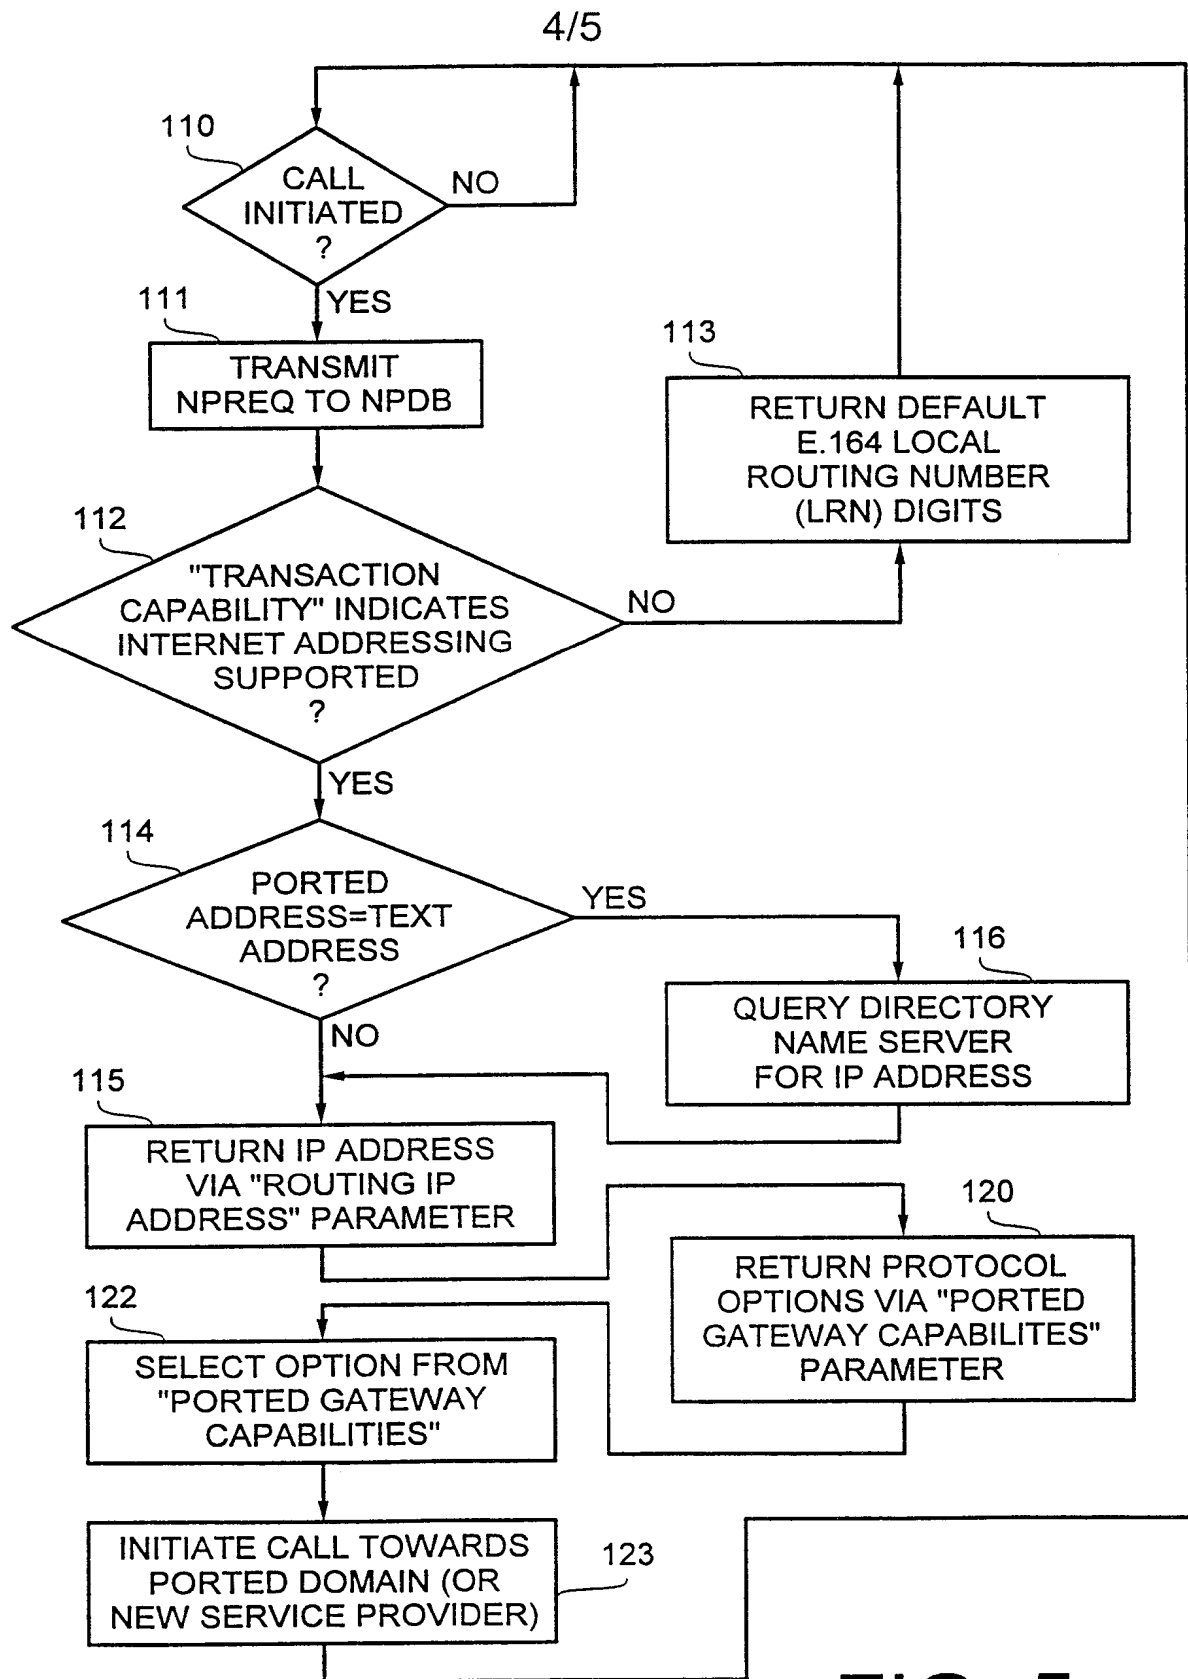 4/5
110
CALL
INITIATED
?
NO
YES
111
TRANSMIT
NPREQ TO NPDB
113
RETURN DEFAULT
E.164 LOCAL
ROUTING NUMBER
(LRN) DIGITS
112
"TRANSACTION
CAPABILITY" INDICATES
INTERNET ADDRESSING
SUPPORTED
?
NO
YES
114
PORTED
ADDRESS=TEXT
ADDRESS
?
YES
NO
116
QUERY DIRECTORY
NAME SERVER
FOR IP ADDRESS
115
RETURN IP ADDRESS
VIA "ROUTING IP
ADDRESS" PARAMETER
120
RETURN PROTOCOL
OPTIONS VIA "PORTED
GATEWAY CAPABILITES"
PARAMETER
122
SELECT OPTION FROM
"PORTED GATEWAY
CAPABILITIES"
INITIATE CALL TOWARDS
PORTED DOMAIN (OR
NEW SERVICE PROVIDER)
123